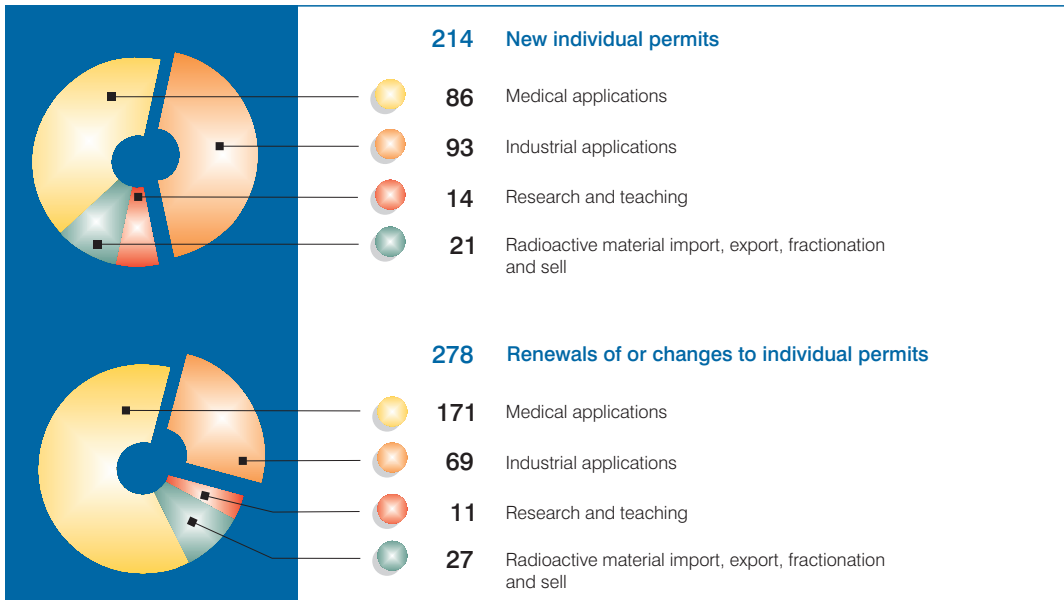 214 New individual permits
86 Medical applications
93 Industrial applications
14 Research and teaching
21 Radioactive material import, export, fractionation
and sell
278 Renewals of or changes to individual permits
171 Medical applications
69 Industrial applications
11 Research and teaching
27 Radioactive material import, export, fractionation
and sell